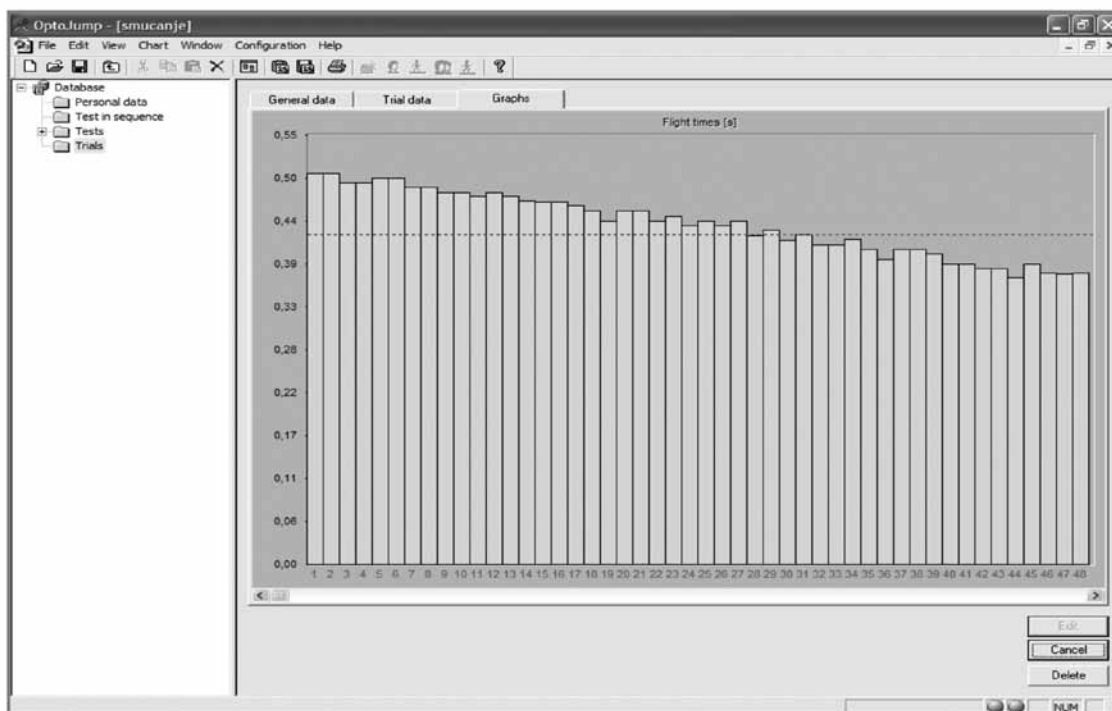 OptoJump - [smucanje]
File Edit View Chart Window Configuration Help
Database
Personal data
Test in sequence
Tests
Trials
General data Trial data Graphs
Flight times [s]
0,55
0,50
0,44
0,39
0,33
0,28
0,22
0,17
0,11
0,06
0,00
1 2 3 4 5 6 7 8 9 10 11 12 13 14 15 16 17 18 19 20 21 22 23 24 25 26 27 28 29 30 31 32 33 34 35 36 37 38 39 40 41 42 43 44 45 46 47 48
Edit
Cancel
Delete
NUM